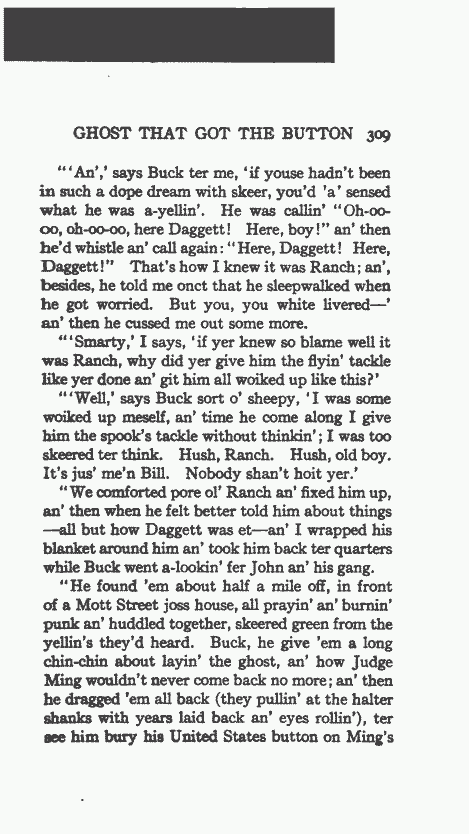 GHOST THAT GOT THE BUTTON 309
"'An',' says Buck ter me, 'if youse hadn't been
in such a dope dream with skeer, you'd 'a' sensed
what he was a-yellin'. He was callin' "Oh-oo-
oo, oh-oo-oo, here Daggett! Here, boy!" an' then
he'd whistle an' call again: "Here, Daggett! Here,
Daggett!" That's how I knew it was Ranch; an',
besides, he told me onct that he sleepwalked when
he got worried. But you, you white livered—'
an' then he cussed me out some more.
"'Smarty,' I says, 'if yer knew so blame well it
was Ranch, why did yer give him the flyin' tackle
like yer done an' git him all woiked up like this?'
"'Well,' says Buck sort o' sheepy, 'I was some
woiked up meself, an' time he come along I give
him the spook's tackle without thinkin'; I was too
skeered ter think. Hush, Ranch. Hush, old boy.
It's jus' me'n Bill. Nobody shan't hoit yer.'
"We comforted pore ol' Ranch an' fixed him up,
an' then when he felt better told him about things
—all but how Daggett was et—an' I wrapped his
blanket around him an' took him back ter quarters
while Buck went a-lookin' fer John an' his gang.
"He found 'em about half a mile off, in front
of a Mott Street joss house, all prayin' an' burnin'
punk an' huddled together, skeered green from the
yellin's they'd heard. Buck, he give 'em a long
chin-chin about layin' the ghost, an' how Judge
Ming wouldn't never come back no more; an' then
he dragged 'em all back (they pullin' at the halter
shanks with years laid back an' eyes rollin'), ter
see him bury his United States button on Ming's